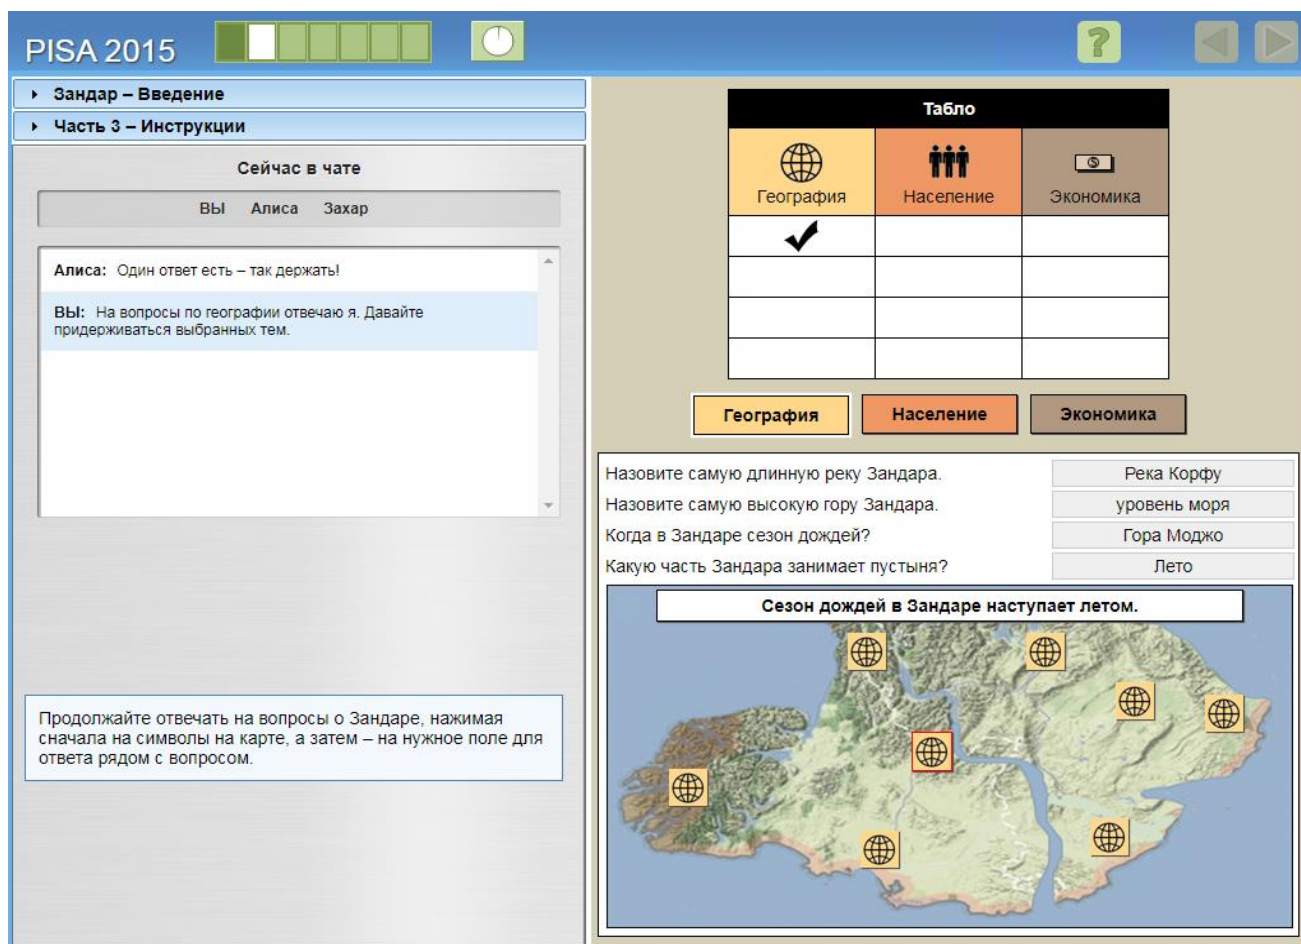 PISA 2015
?
Зандар – Введение
Часть 3 – Инструкции
Сейчас в чате
ВЫ Алиса Захар
Алиса: Один ответ есть – так держать!
ВЫ: На вопросы по географии отвечаю я. Давайте
придерживаться выбранных тем.
Продолжайте отвечать на вопросы о Зандаре, нажимая
сначала на символы на карте, а затем – на нужное поле для
ответа рядом с вопросом.
Табло
География Население Экономика
География Население Экономика
Назовите самую длинную реку Зандара. Река Корфу
Назовите самую высокую гору Зандара. уровень моря
Когда в Зандаре сезон дождей? Гора Моджо
Какую часть Зандара занимает пустыня? Лето
Сезон дождей в Зандаре наступает летом.